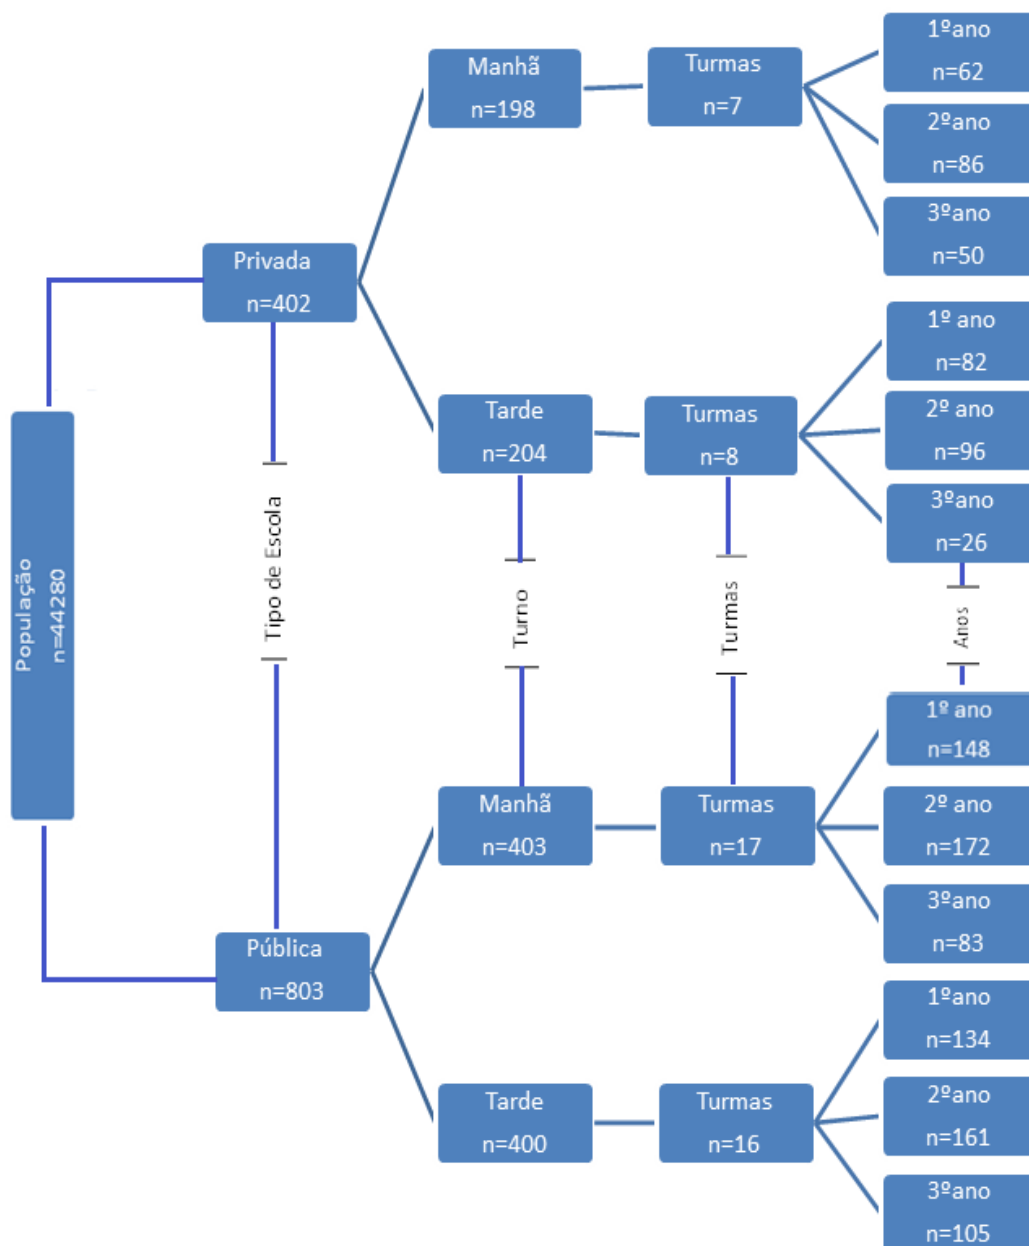 População
n=44280
Tipo de Escola
Privada
n=402
Manhã
n=198
Turmas
n=7
1ºano
n=62
2ºano
n=86
3ºano
n=50
Tarde
n=204
Turmas
n=8
1º ano
n=82
2º ano
n=96
3ºano
n=26
Turno
Turmas
Anos
Pública
n=803
Manhã
n=403
Turmas
n=17
1º ano
n=148
2º ano
n=172
3ºano
n=83
Tarde
n=400
Turmas
n=16
1ºano
n=134
2ºano
n=161
3ºano
n=105